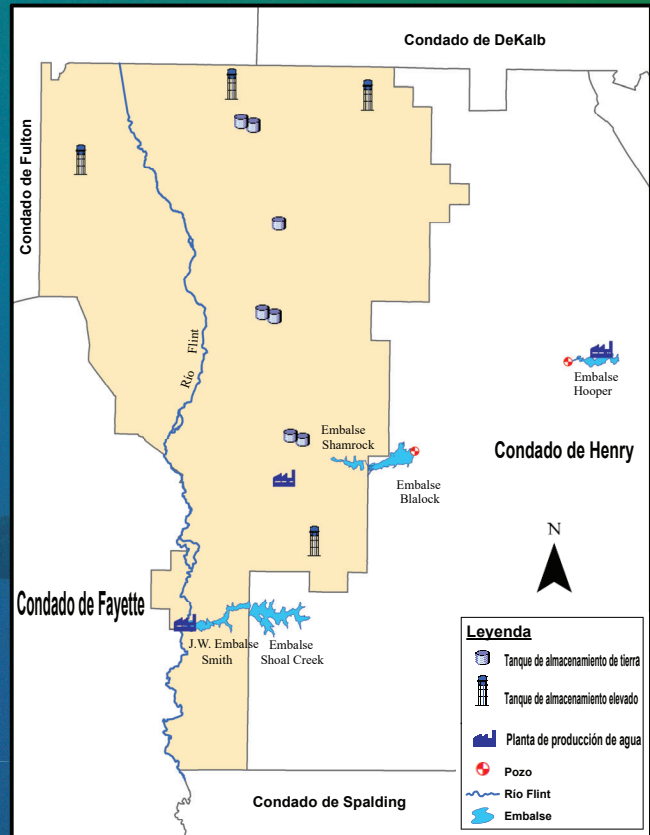 Condado de DeKalb
Condado de Fulton
Río Flint
Embalse
Hooper
Embalse
Shamrock
Condado de Henry
Embalse
Blalock
N
Condado de Fayette
J.W. Embalse
Smith
Embalse
Shoal Creek
Leyenda
Tanque de almacenamiento de tierra
Tanque de almacenamiento elevado
Planta de producción de agua
Pozo
Río Flint
Embalse
Condado de Spalding